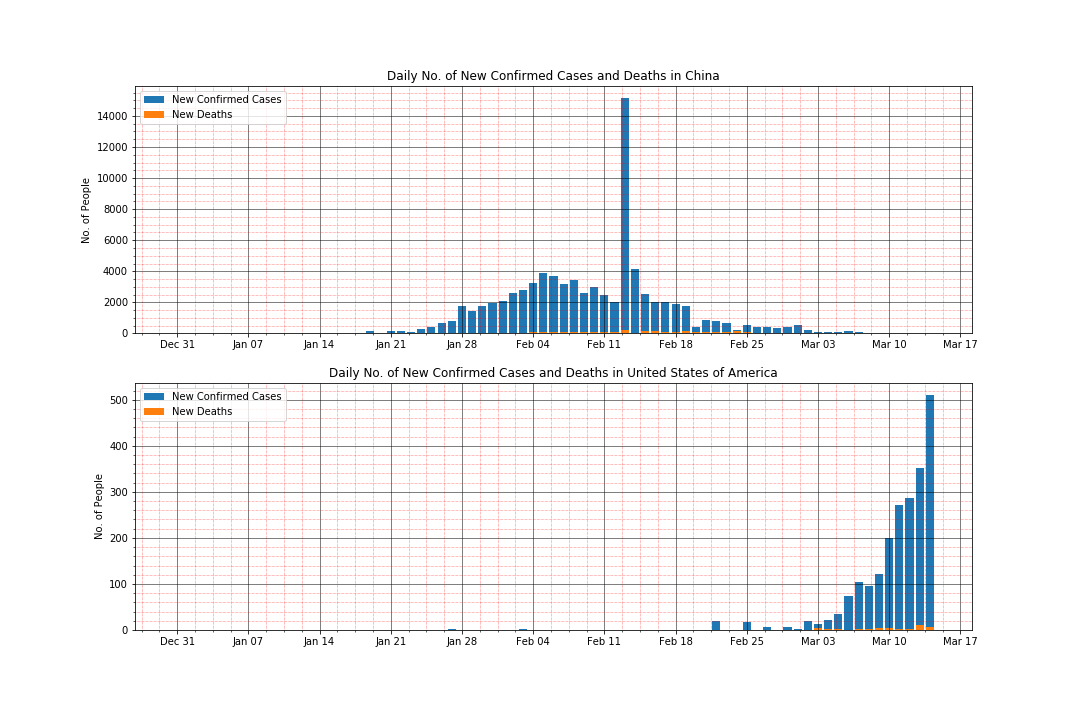 Daily No. of New Confirmed Cases and Deaths in China
New Confirmed Cases
New Deaths
No. of People
14000
12000
10000
8000
6000
4000
2000
0
Dec 31 Jan 07 Jan 14 Jan 21 Jan 28 Feb 04 Feb 11 Feb 18 Feb 25 Mar 03 Mar 10 Mar 17
Daily No. of New Confirmed Cases and Deaths in United States of America
New Confirmed Cases
New Deaths
No. of People
500
400
300
200
100
0
Dec 31 Jan 07 Jan 14 Jan 21 Jan 28 Feb 04 Feb 11 Feb 18 Feb 25 Mar 03 Mar 10 Mar 17